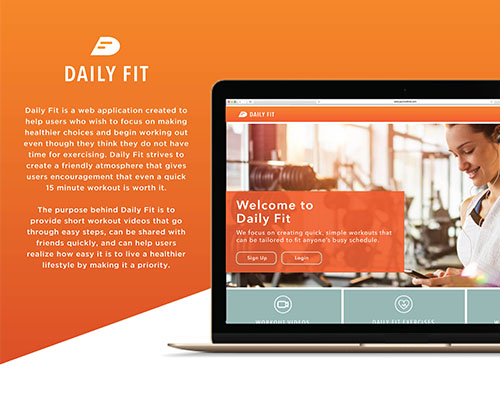 DAILY FIT
Daily Fit is a web application created to
help users who wish to focus on making
healthier choices and begin working out
even though they think they do not have
time for exercising. Daily Fit strives to
create a friendly atmosphere that gives
users encouragement that even a quick
15 minute workout is worth it.
The purpose behind Daily Fit is to
provide short workout videos that go
through easy steps, can be shared with
friends quickly, and can help users
realize how easy it is to live a healthier
lifestyle by making it a priority.
DAILY FIT
Welcome to
Daily Fit
We focus on creating quick, simple workouts that
can be tailored to fit anyone's busy schedule.
Sign Up Login
WORKOUT VIDEOS DAILY FIT EXERCISES